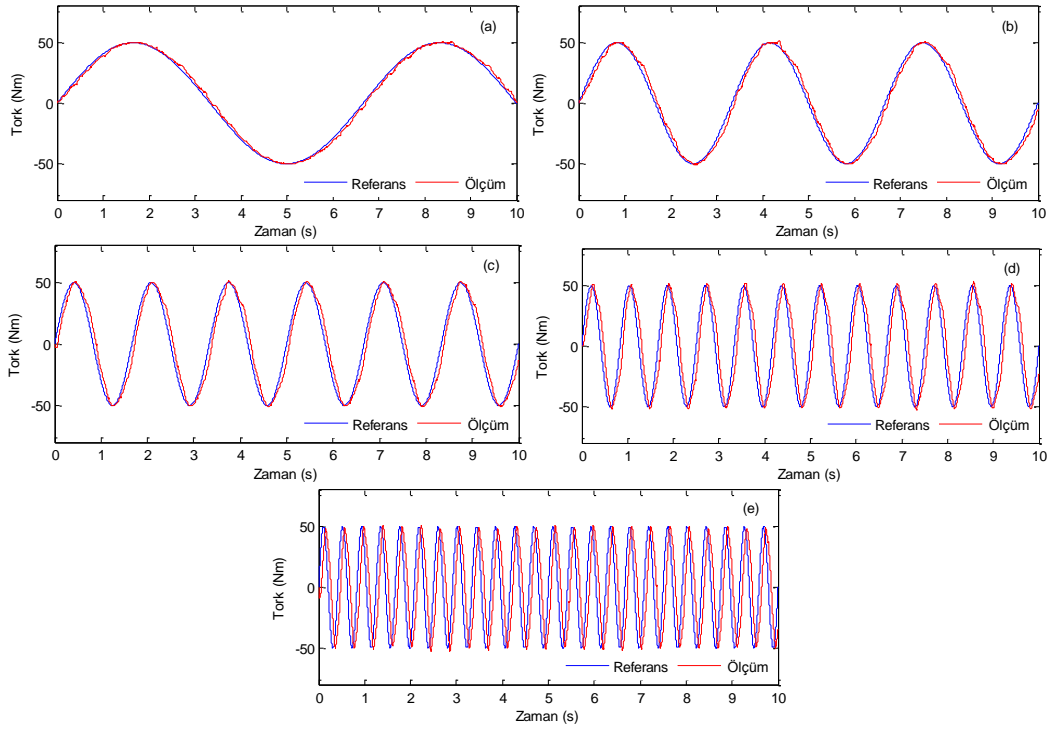 (a)
50
0
-50
Tork (Nm)
Referans Ölçüm
0 1 2 3 4 5 6 7 8 9 10
Zaman (s)
(b)
50
0
-50
Tork (Nm)
Referans Ölçüm
0 1 2 3 4 5 6 7 8 9 10
Zaman (s)
(c)
50
0
-50
Tork (Nm)
Referans Ölçüm
0 1 2 3 4 5 6 7 8 9 10
Zaman (s)
(d)
50
0
-50
Tork (Nm)
Referans Ölçüm
0 1 2 3 4 5 6 7 8 9 10
Zaman (s)
(e)
50
0
-50
Tork (Nm)
Referans Ölçüm
0 1 2 3 4 5 6 7 8 9 10
Zaman (s)